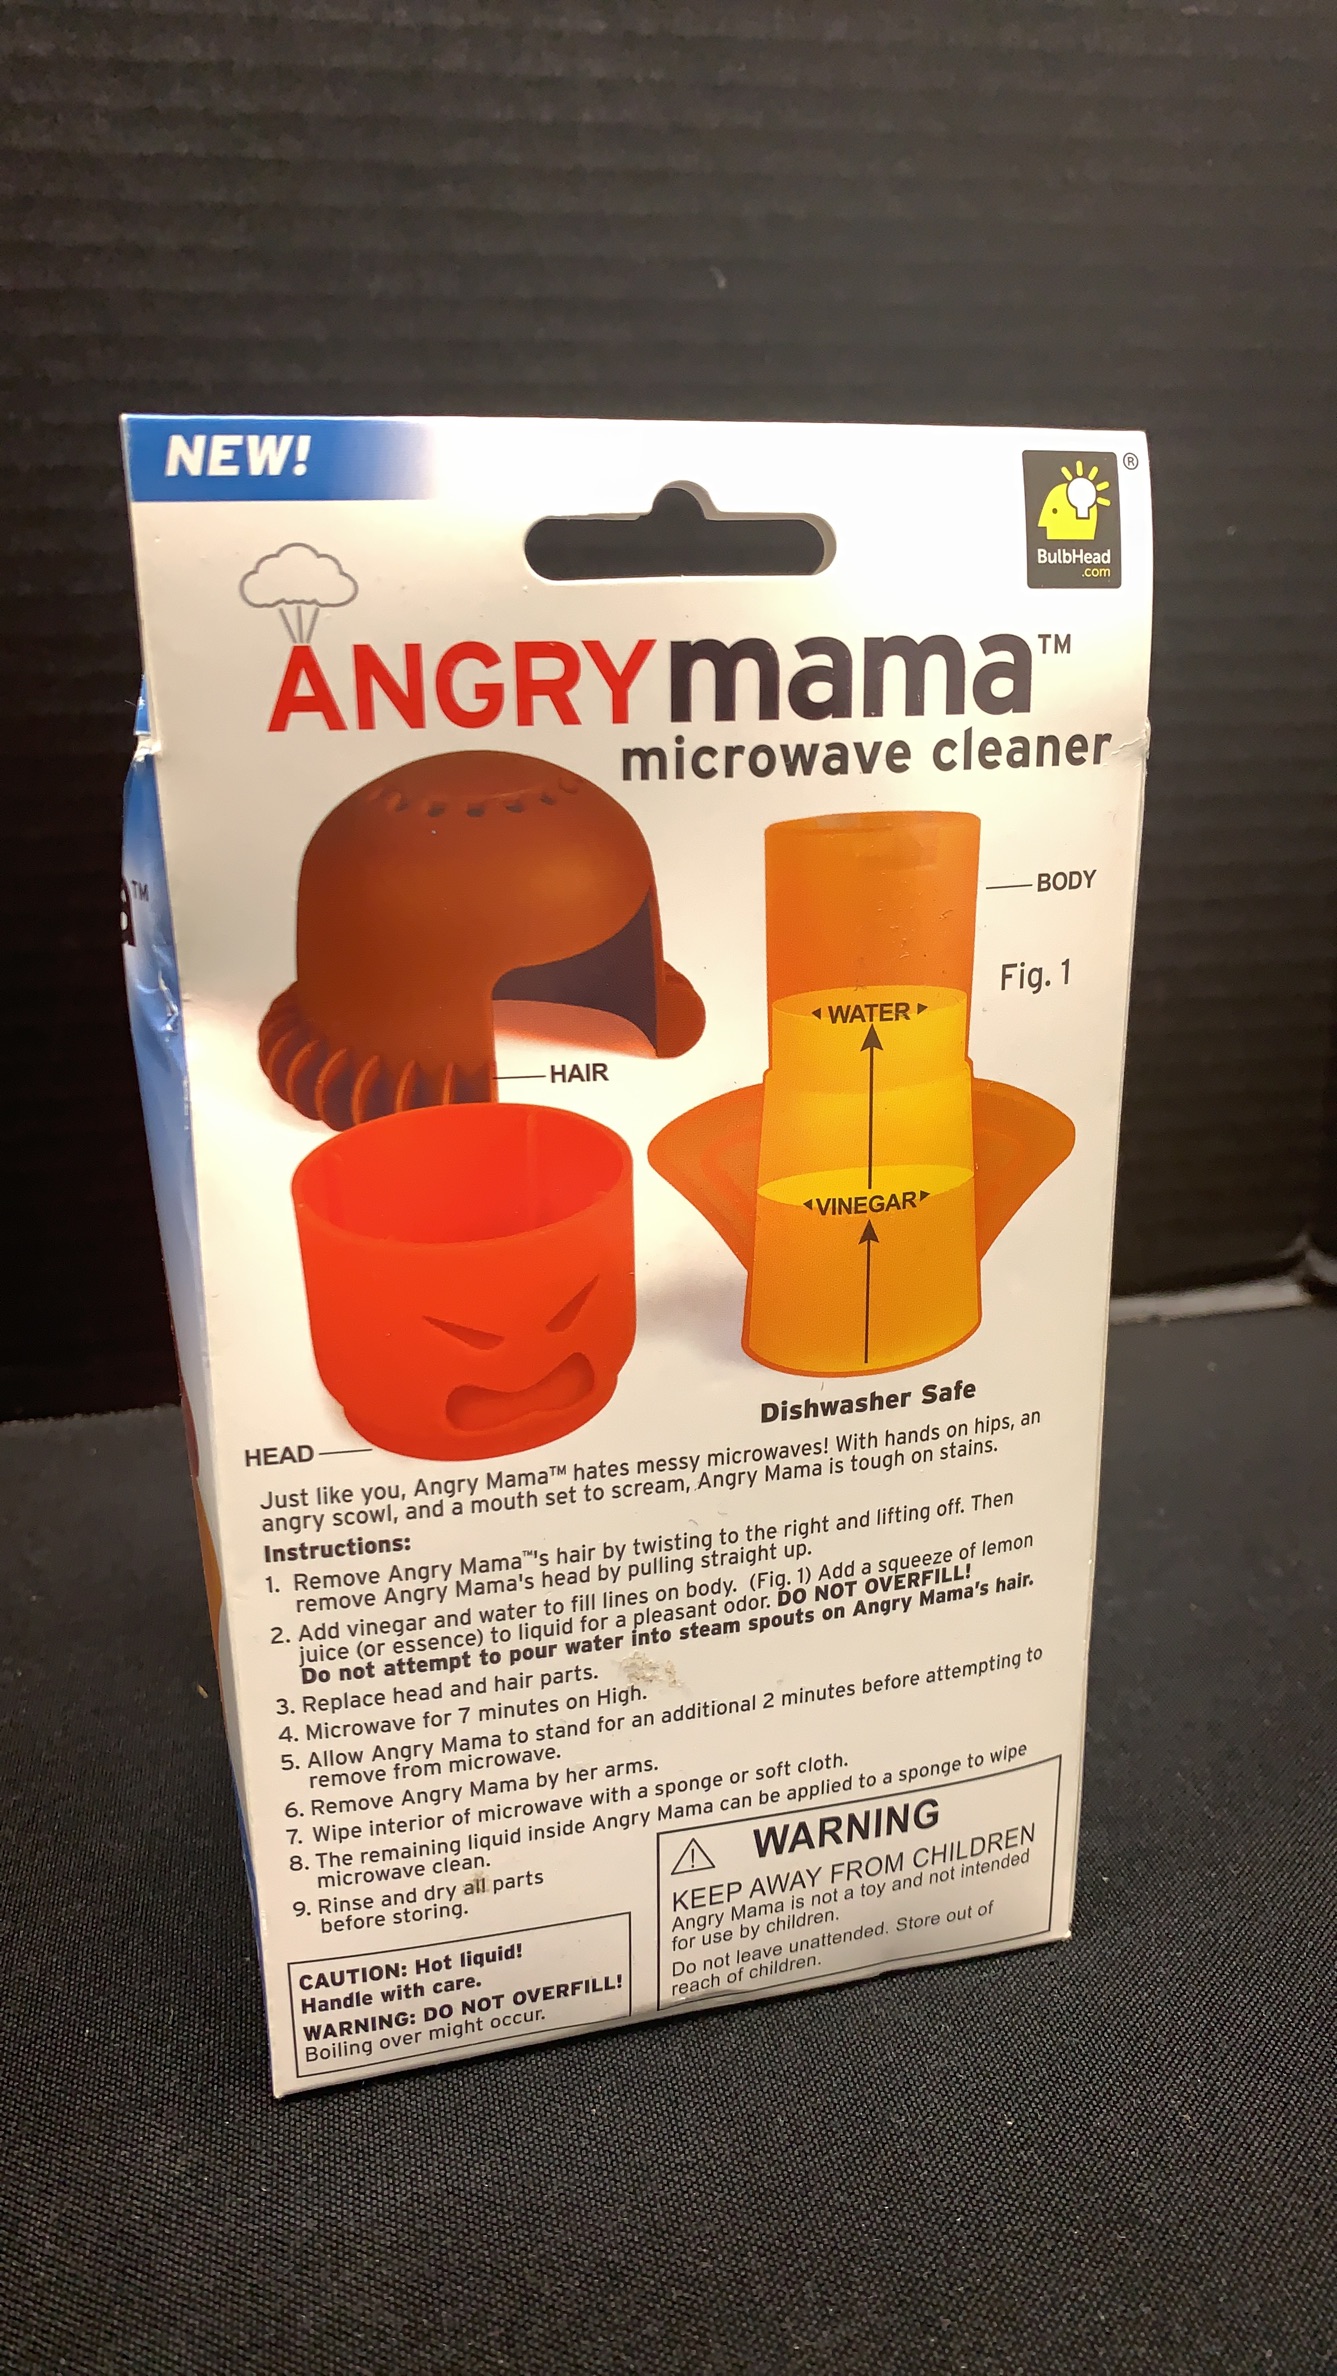 NEW!
®
BulbHead
.com
ANGRY mama™
microwave cleaner
BODY
Fig. 1
◂ WATER ▸
HAIR
◂VINEGAR▸
Dishwasher Safe
HEAD
Just like you, Angry Mama™ hates messy microwaves! With hands on hips, an
angry scowl, and a mouth set to scream, Angry Mama is tough on stains.
Instructions:
1. Remove Angry Mama™'s hair by twisting to the right and lifting off. Then
remove Angry Mama's head by pulling straight up.
2. Add vinegar and water to fill lines on body. (Fig. 1) Add a squeeze of lemon
juice (or essence) to liquid for a pleasant odor. DO NOT OVERFILL!
Do not attempt to pour water into steam spouts on Angry Mama's hair.
3. Replace head and hair parts.
4. Microwave for 7 minutes on High.
5. Allow Angry Mama to stand for an additional 2 minutes before attempting to
remove from microwave.
6. Remove Angry Mama by her arms.
7. Wipe interior of microwave with a sponge or soft cloth.
8. The remaining liquid inside Angry Mama can be applied to a sponge to wipe
microwave clean.
9. Rinse and dry all parts
before storing.
CAUTION: Hot liquid!
Handle with care.
WARNING: DO NOT OVERFILL!
Boiling over might occur.
WARNING
KEEP AWAY FROM CHILDREN
Angry Mama is not a toy and not intended
for use by children.
Do not leave unattended. Store out of
reach of children.
a™